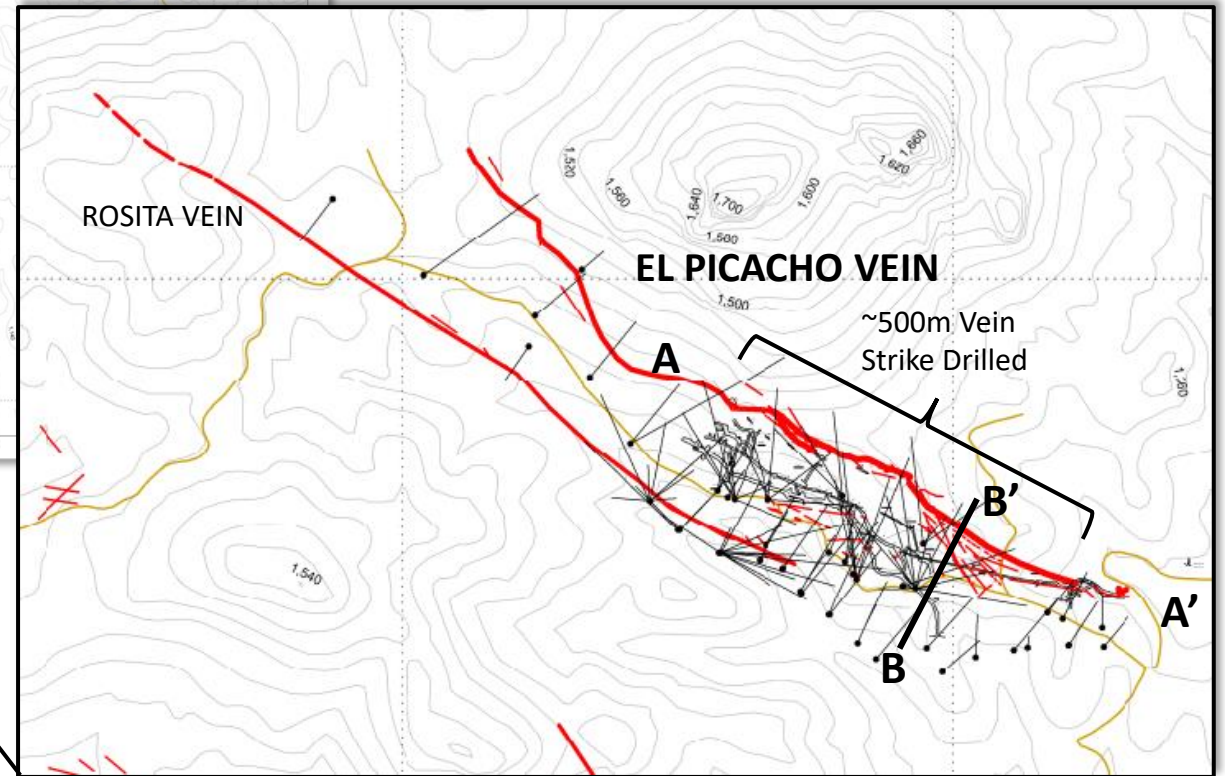 1,520
1,560
1,640
1,700
1,600
1,660
1,620
1,500
ROSITA VEIN
EL PICACHO VEIN
1,500
~500m Vein
Strike Drilled
A
B’
A’
B
1,540